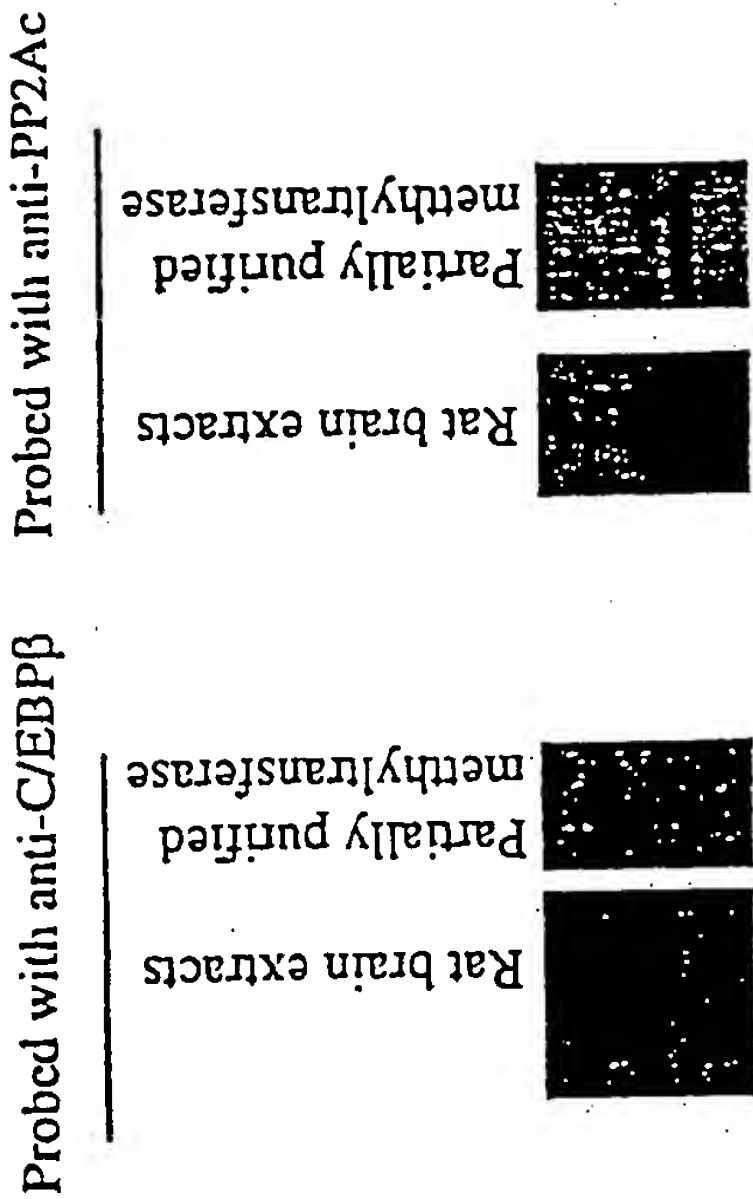 Probed with anti-C/EBPβ
Rat brain extracts
Partially purified
methyltransferase
Probed with anti-PP2Ac
Rat brain extracts
Partially purified
methyltransferase